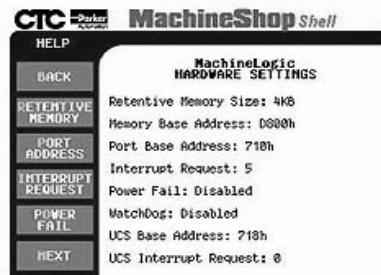 CTC Parker Automation MachineShop Shell
HELP
BACK
RETENTIVE MEMORY
PORT ADDRESS
INTERRUPT REQUEST
POWER FAIL
NEXT
MachineLogic
HARDWARE SETTINGS
Retentive Memory Size: 4KB
Memory Base Address: D800h
Port Base Address: 710h
Interrupt Request: 5
Power Fail: Disabled
WatchDog: Disabled
UCS Base Address: 718h
UCS Interrupt Request: 0